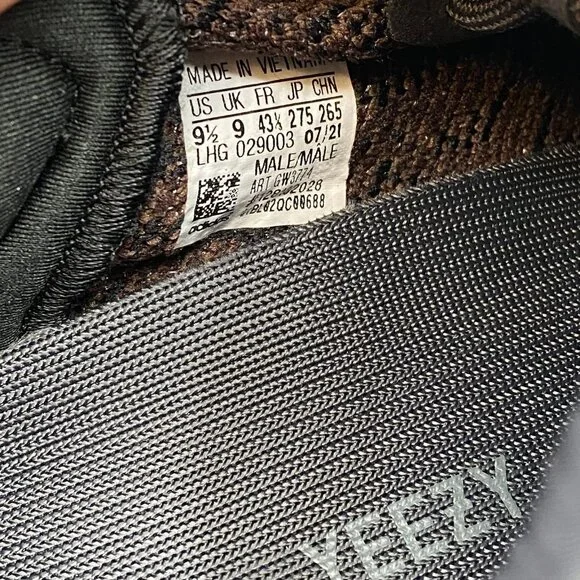 MADE IN VIETNAM
US UK FR JP CHN
9½ 9 43⅓ 275 265
LHG 029003 07/21
MALE/MÂLE
ART GW3774
adidas
YEEZY